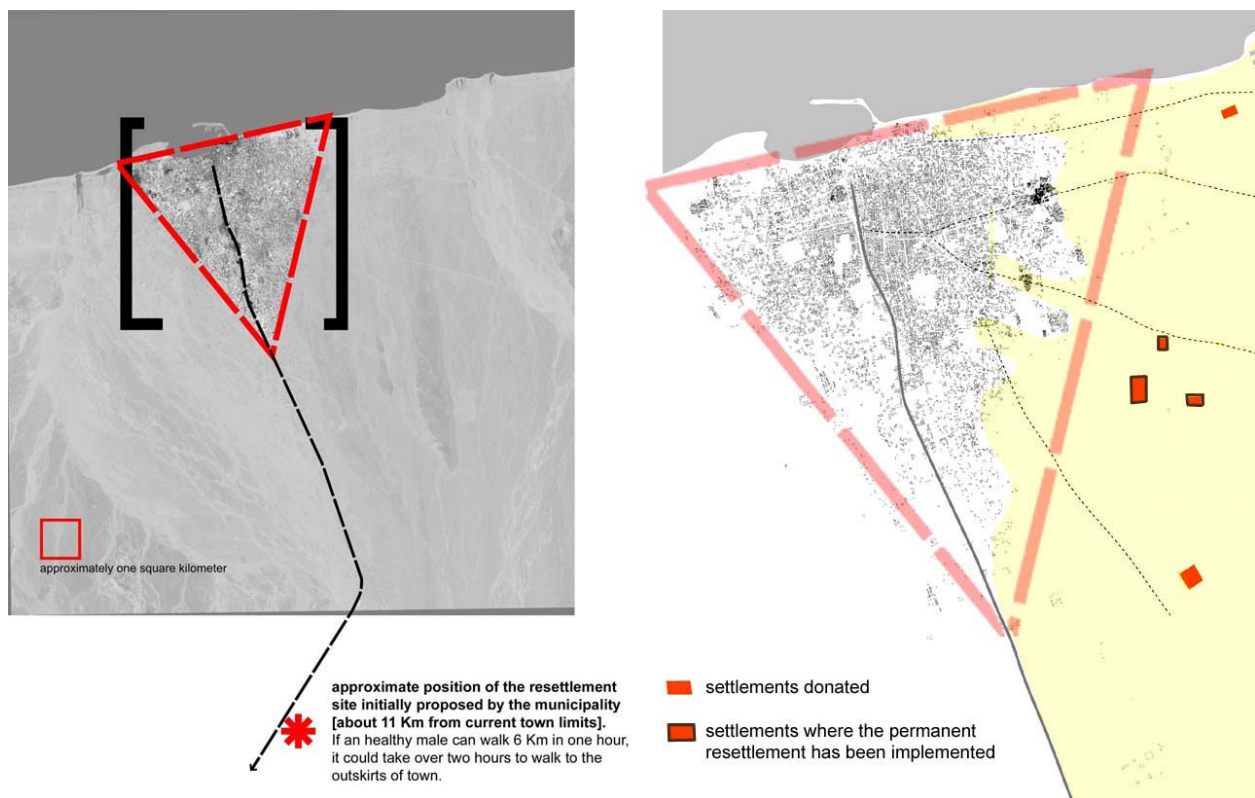 approximately one square kilometer
approximate position of the resettlement
site initially proposed by the municipality
[about 11 Km from current town limits].
If an healthy male can walk 6 Km in one hour,
it could take over two hours to walk to the
outskirts of town.
settlements donated
settlements where the permanent
resettlement has been implemented